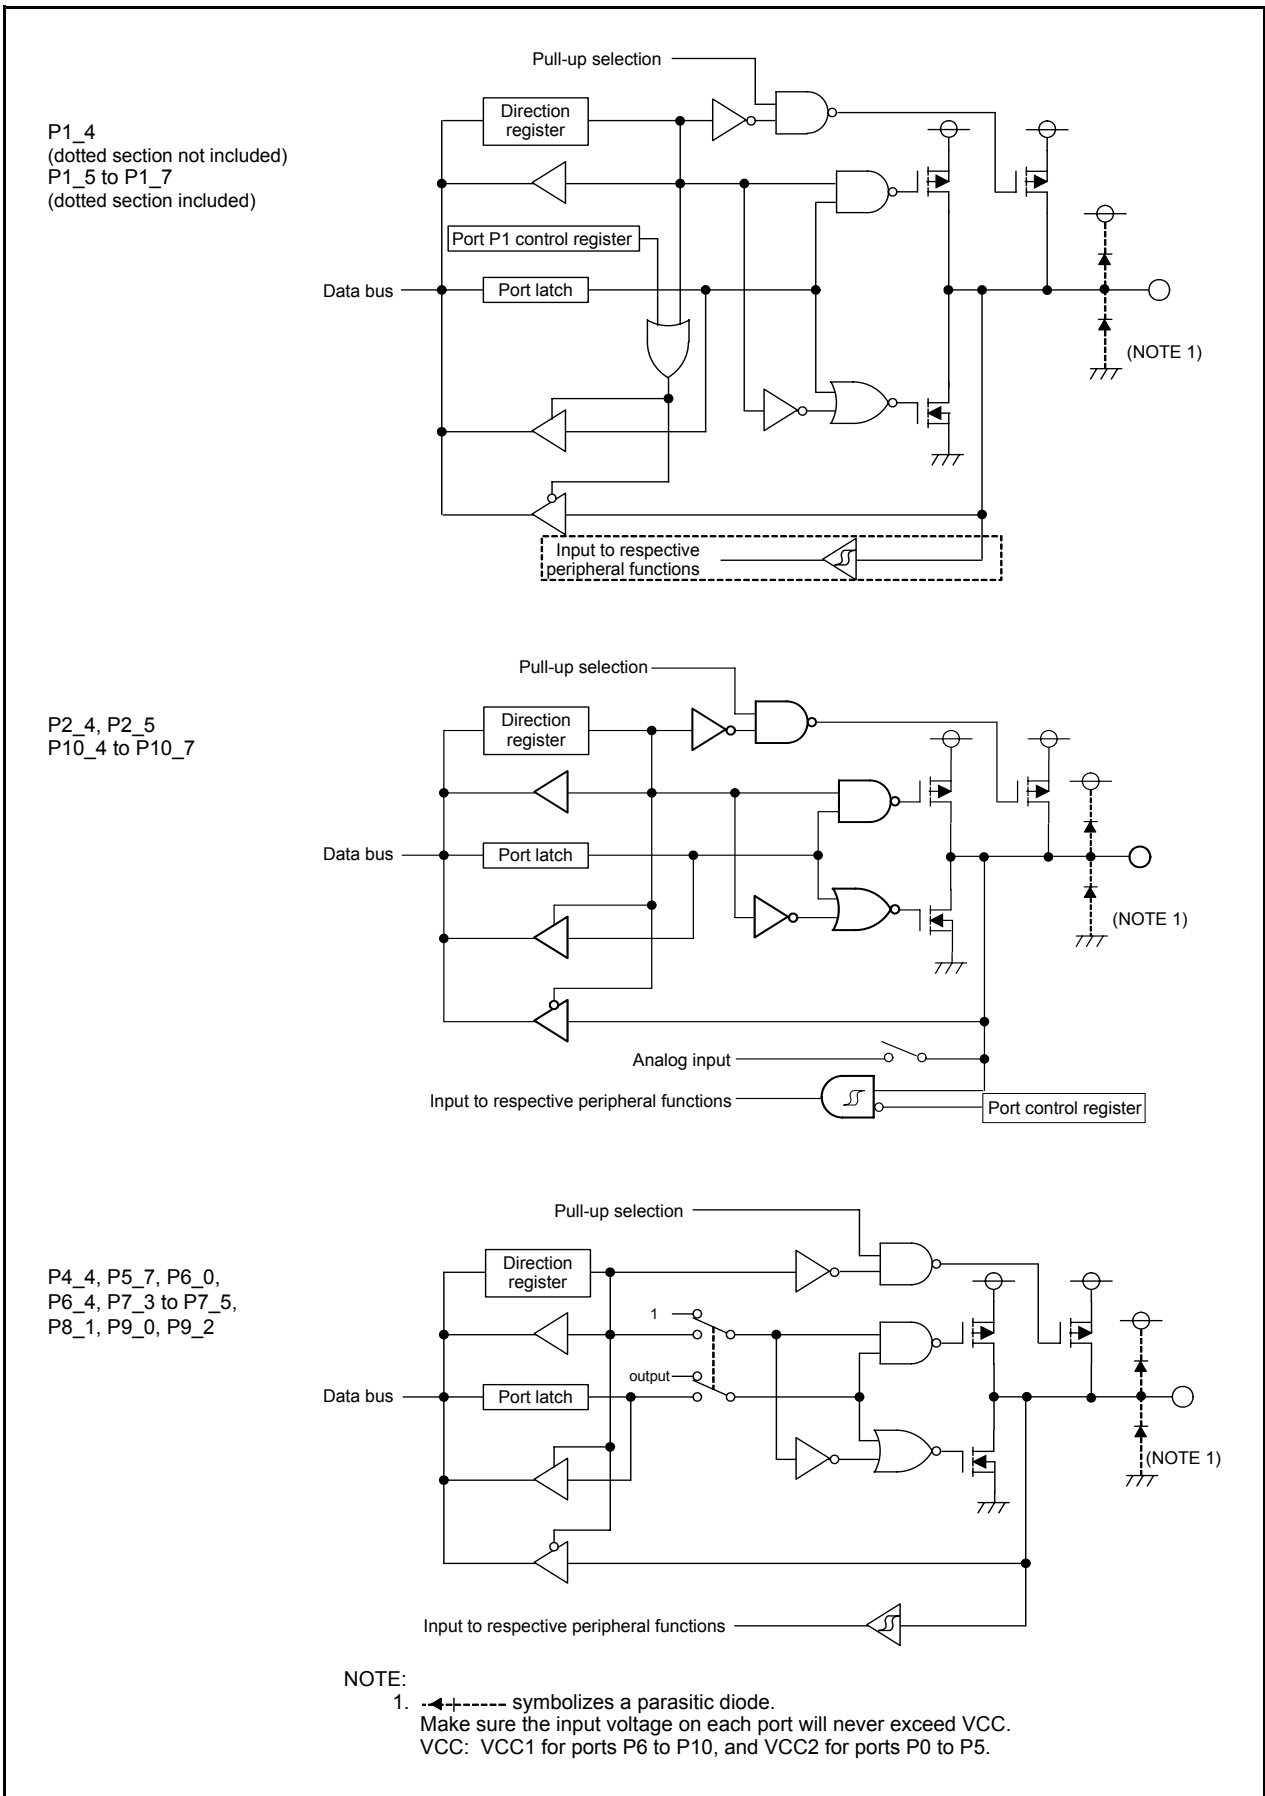 Pull-up selection
Direction
register
P1_4
(dotted section not included)
P1_5 to P1_7
(dotted section included)
Port P1 control register
Data bus
Port latch
(NOTE 1)
Input to respective
peripheral functions
Pull-up selection
Direction
register
P2_4, P2_5
P10_4 to P10_7
Data bus
Port latch
(NOTE 1)
Analog input
Input to respective peripheral functions
Port control register
Pull-up selection
Direction
register
P4_4, P5_7, P6_0,
P6_4, P7_3 to P7_5,
P8_1, P9_0, P9_2
1
output
Data bus
Port latch
(NOTE 1)
Input to respective peripheral functions
NOTE:
1. symbolizes a parasitic diode.
Make sure the input voltage on each port will never exceed VCC.
VCC: VCC1 for ports P6 to P10, and VCC2 for ports P0 to P5.